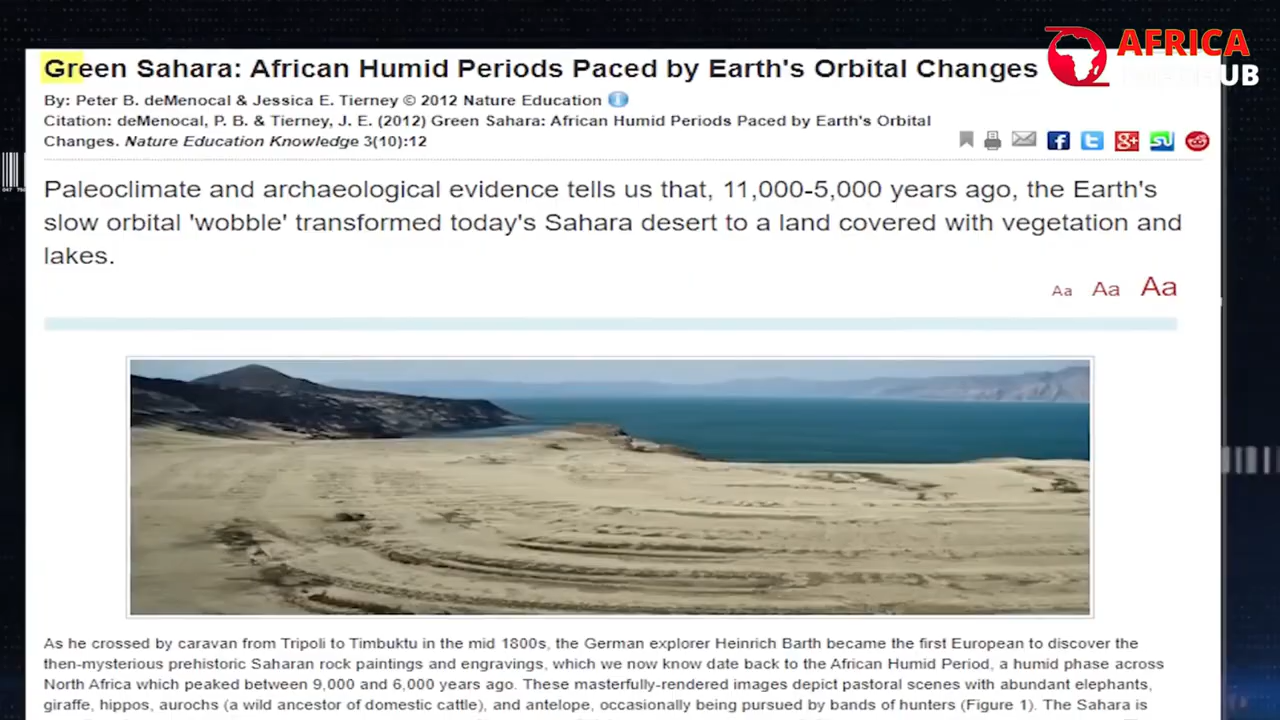 AFRICA
HUB
Green Sahara: African Humid Periods Paced by Earth's Orbital Changes
By: Peter B. deMenocal & Jessica E. Tierney © 2012 Nature Education
Citation: deMenocal, P. B. & Tierney, J. E. (2012) Green Sahara: African Humid Periods Paced by Earth's Orbital
Changes. Nature Education Knowledge 3(10):12
Paleoclimate and archaeological evidence tells us that, 11,000-5,000 years ago, the Earth's
slow orbital 'wobble' transformed today's Sahara desert to a land covered with vegetation and
lakes.
Aa Aa Aa
As he crossed by caravan from Tripoli to Timbuktu in the mid 1800s, the German explorer Heinrich Barth became the first European to discover the
then-mysterious prehistoric Saharan rock paintings and engravings, which we now know date back to the African Humid Period, a humid phase across
North Africa which peaked between 9,000 and 6,000 years ago. These masterfully-rendered images depict pastoral scenes with abundant elephants,
giraffe, hippos, aurochs (a wild ancestor of domestic cattle), and antelope, occasionally being pursued by bands of hunters (Figure 1). The Sahara is